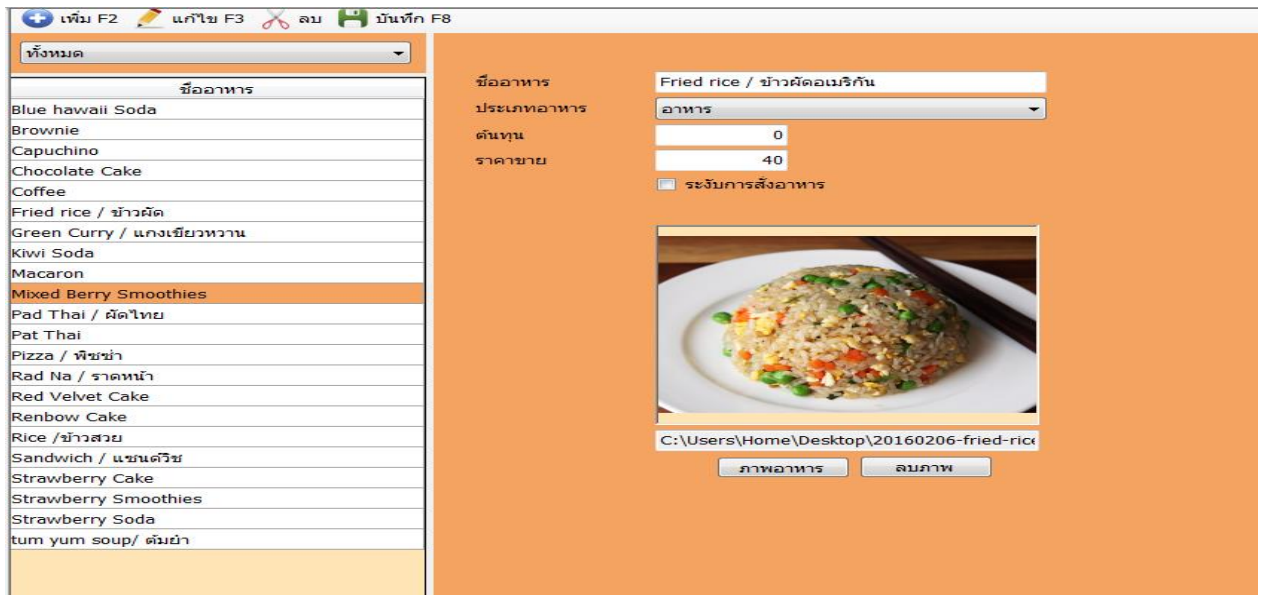 เพิ่ม F2 แก้ไข F3 ลบ บันทึก F8
ทั้งหมด
ชื่ออาหาร
Blue hawaii Soda
Brownie
Capuchino
Chocolate Cake
Coffee
Fried rice / ข้าวผัด
Green Curry / แกงเขียวหวาน
Kiwi Soda
Macaron
Mixed Berry Smoothies
Pad Thai / ผัดไทย
Pat Thai
Pizza / พิซซ่า
Rad Na / ราดหน้า
Red Velvet Cake
Renbow Cake
Rice /ข้าวสวย
Sandwich / แซนด์วิช
Strawberry Cake
Strawberry Smoothies
Strawberry Soda
tum yum soup/ ต้มยำ
ชื่ออาหาร Fried rice / ข้าวผัดอเมริกัน
ประเภทอาหาร อาหาร
ต้นทุน 0
ราคาขาย 40
ระงับการสั่งอาหาร
C:\Users\Home\Desktop\20160206-fried-rice
ภาพอาหาร ลบภาพ